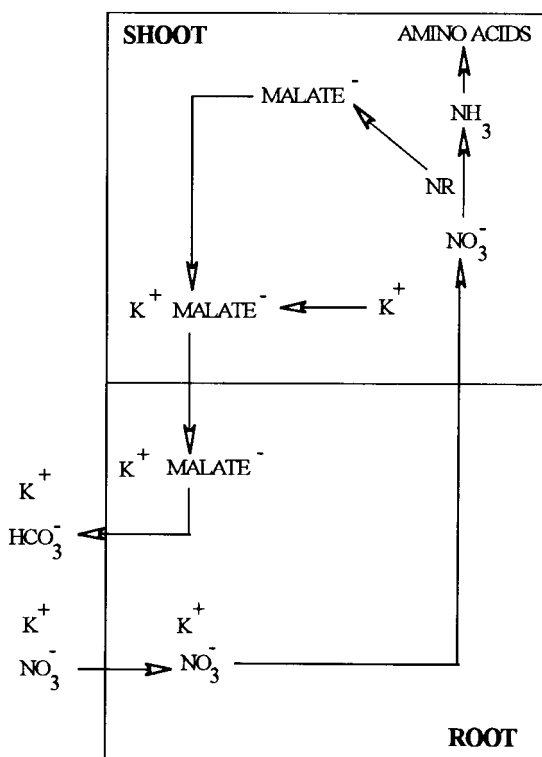 SHOOT
AMINO ACIDS
MALATE⁻
NH₃
NR
NO₃⁻
K⁺ MALATE⁻
K⁺
K⁺ MALATE⁻
K⁺
HCO₃⁻
K⁺
K⁺
NO₃⁻
NO₃⁻
ROOT